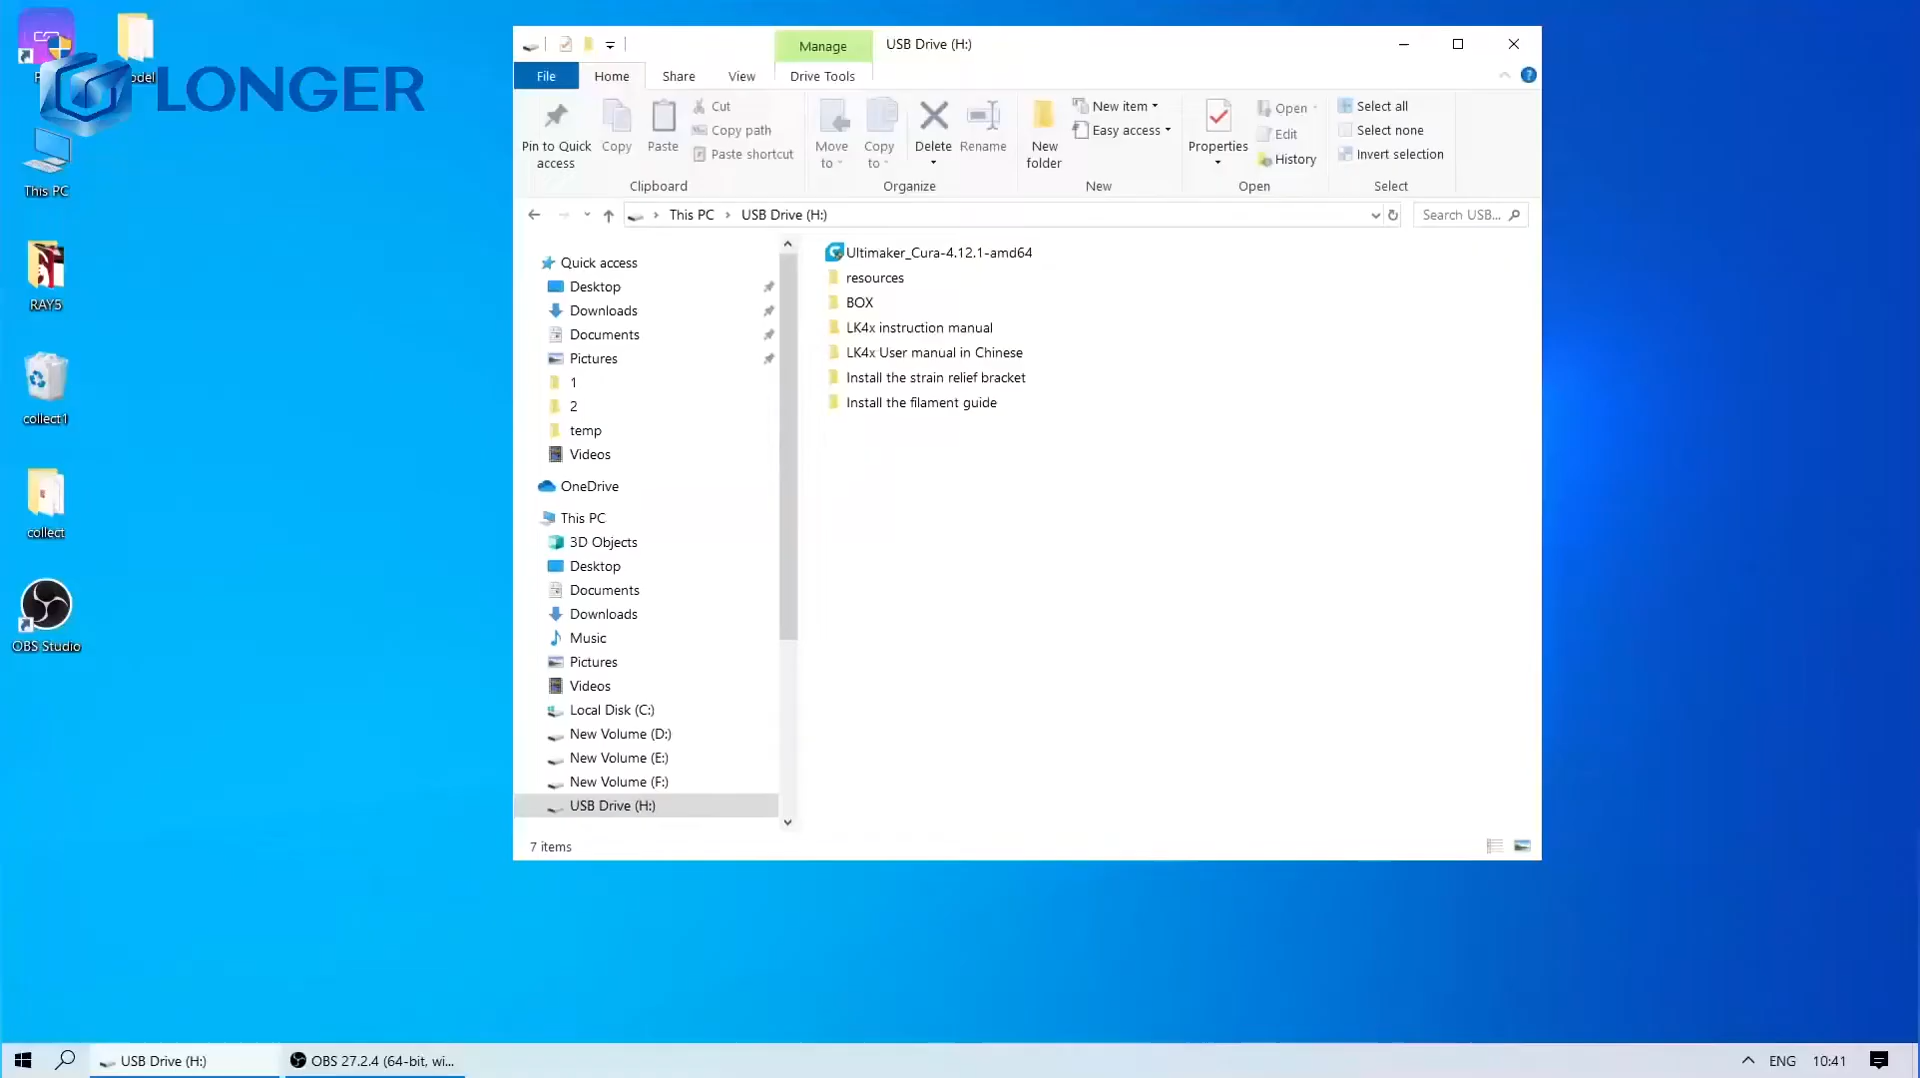 LONGER
odel
This PC
RAY5
collect1
collect
OBS Studio
Manage
USB Drive (H:)
File
Home
Share
View
Drive Tools
Pin to Quick
access
Copy
Paste
Cut
Copy path
Paste shortcut
Clipboard
Move
to
Copy
to
Delete
Rename
Organize
New
folder
New item
Easy access
New
Properties
Open
Edit
History
Open
Select all
Select none
Invert selection
Select
This PC
USB Drive (H:)
Search USB...
Quick access
Desktop
Downloads
Documents
Pictures
1
2
temp
Videos
OneDrive
This PC
3D Objects
Desktop
Documents
Downloads
Music
Pictures
Videos
Local Disk (C:)
New Volume (D:)
New Volume (E:)
New Volume (F:)
USB Drive (H:)
Ultimaker_Cura-4.12.1-amd64
resources
BOX
LK4x instruction manual
LK4x User manual in Chinese
Install the strain relief bracket
Install the filament guide
7 items
USB Drive (H:)
OBS 27.2.4 (64-bit, wi...
ENG
10:41